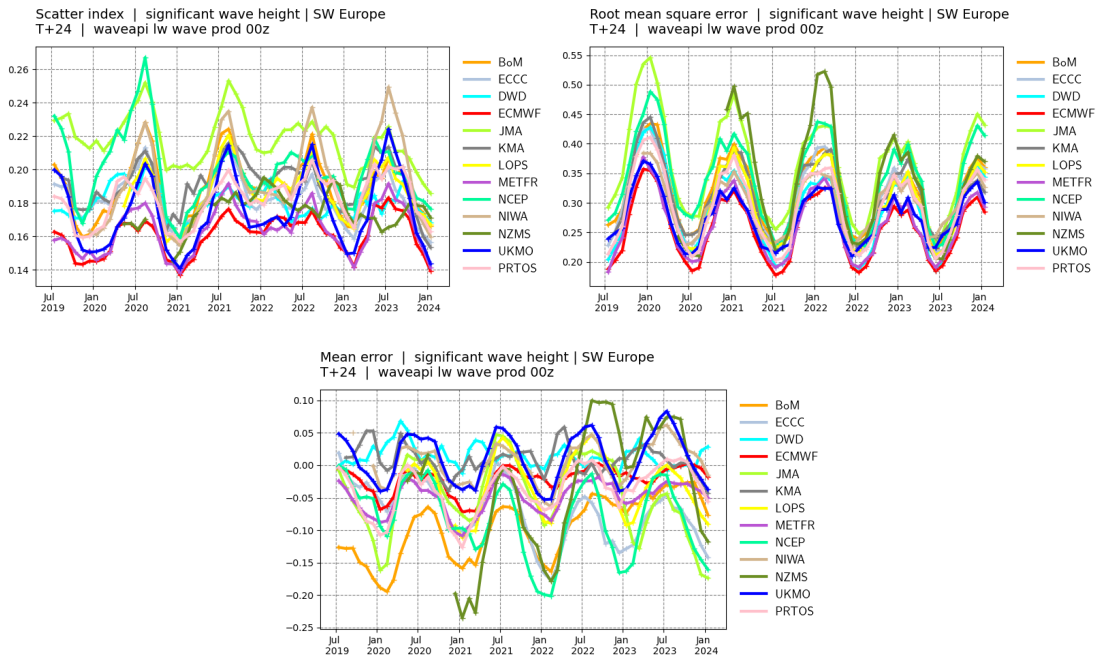 Scatter index | significant wave height | SW Europe
T+24 | waveapi lw wave prod 00z
0.26
0.24
0.22
0.20
0.18
0.16
0.14
Jul 2019
Jan 2020
Jul 2020
Jan 2021
Jul 2021
Jan 2022
Jul 2022
Jan 2023
Jul 2023
Jan 2024
BoM
ECCC
DWD
ECMWF
JMA
KMA
LOPS
METFR
NCEP
NIWA
NZMS
UKMO
PRTOS
Root mean square error | significant wave height | SW Europe
T+24 | waveapi lw wave prod 00z
0.55
0.50
0.45
0.40
0.35
0.30
0.25
0.20
Jul 2019
Jan 2020
Jul 2020
Jan 2021
Jul 2021
Jan 2022
Jul 2022
Jan 2023
Jul 2023
Jan 2024
BoM
ECCC
DWD
ECMWF
JMA
KMA
LOPS
METFR
NCEP
NIWA
NZMS
UKMO
PRTOS
Mean error | significant wave height | SW Europe
T+24 | waveapi lw wave prod 00z
0.10
0.05
0.00
−0.05
−0.10
−0.15
−0.20
−0.25
Jul 2019
Jan 2020
Jul 2020
Jan 2021
Jul 2021
Jan 2022
Jul 2022
Jan 2023
Jul 2023
Jan 2024
BoM
ECCC
DWD
ECMWF
JMA
KMA
LOPS
METFR
NCEP
NIWA
NZMS
UKMO
PRTOS